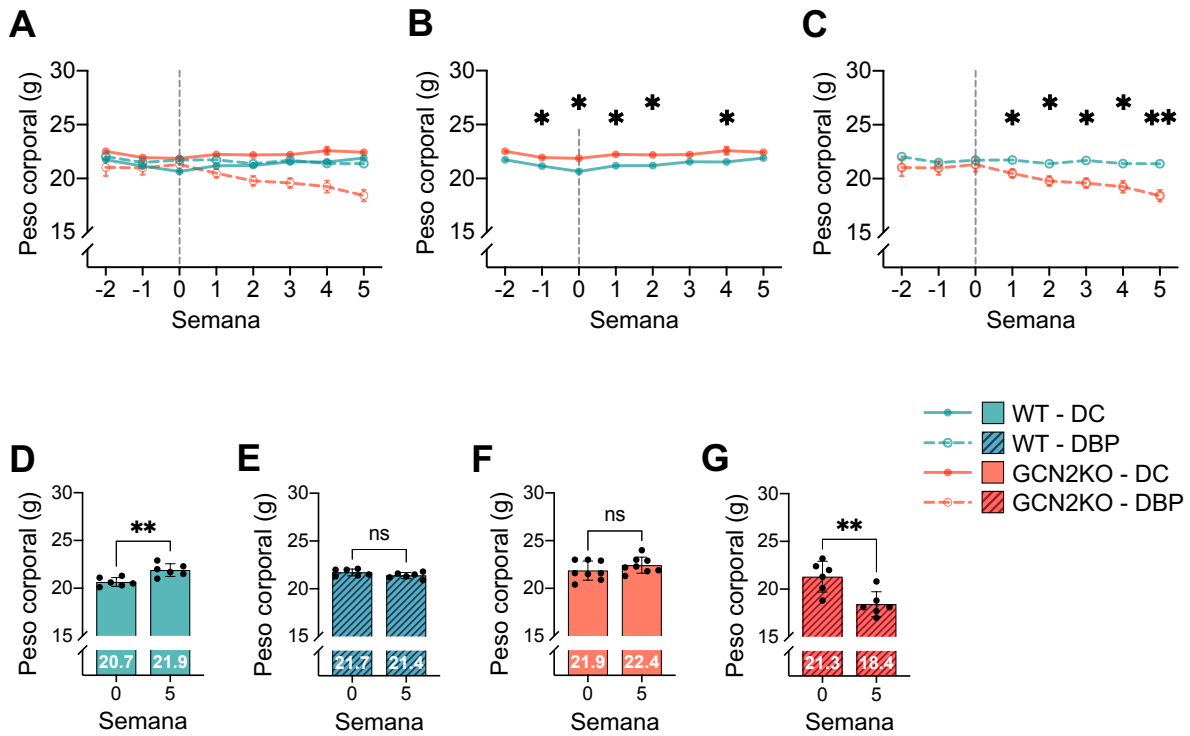 A
B
C
Peso corporal (g)
30
25
20
15
-2 -1 0 1 2 3 4 5
Semana
Peso corporal (g)
30
25
20
15
* * * * *
-2 -1 0 1 2 3 4 5
Semana
Peso corporal (g)
30
25
20
15
* * * * **
-2 -1 0 1 2 3 4 5
Semana
WT - DC
WT - DBP
GCN2KO - DC
GCN2KO - DBP
D
Peso corporal (g)
30
25
20
15
**
20.7 21.9
0 5
Semana
E
Peso corporal (g)
30
25
20
15
ns
21.7 21.4
0 5
Semana
F
Peso corporal (g)
30
25
20
15
ns
21.9 22.4
0 5
Semana
G
Peso corporal (g)
30
25
20
15
**
21.3 18.4
0 5
Semana